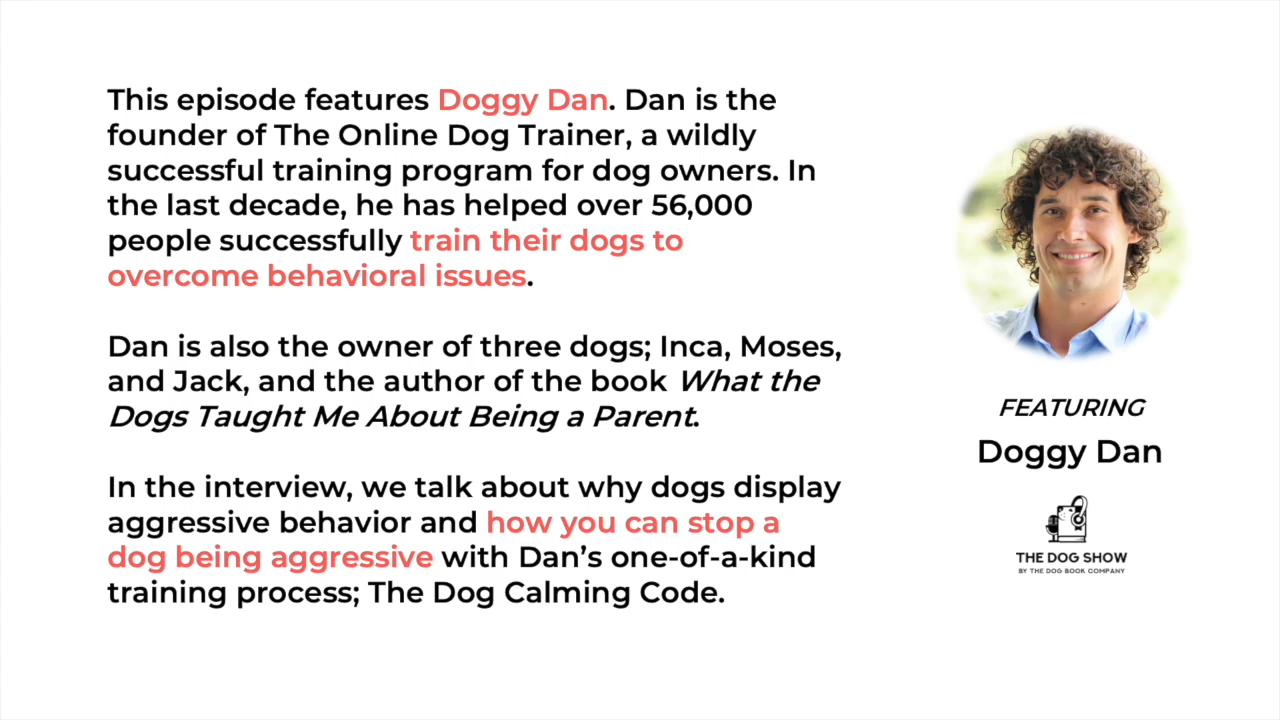 This episode features Doggy Dan. Dan is the
founder of The Online Dog Trainer, a wildly
successful training program for dog owners. In
the last decade, he has helped over 56,000
people successfully train their dogs to
overcome behavioral issues.
Dan is also the owner of three dogs; Inca, Moses,
and Jack, and the author of the book What the
Dogs Taught Me About Being a Parent.
In the interview, we talk about why dogs display
aggressive behavior and how you can stop a
dog being aggressive with Dan’s one-of-a-kind
training process; The Dog Calming Code.
FEATURING
Doggy Dan
THE DOG SHOW
BY THE DOG BOOK COMPANY